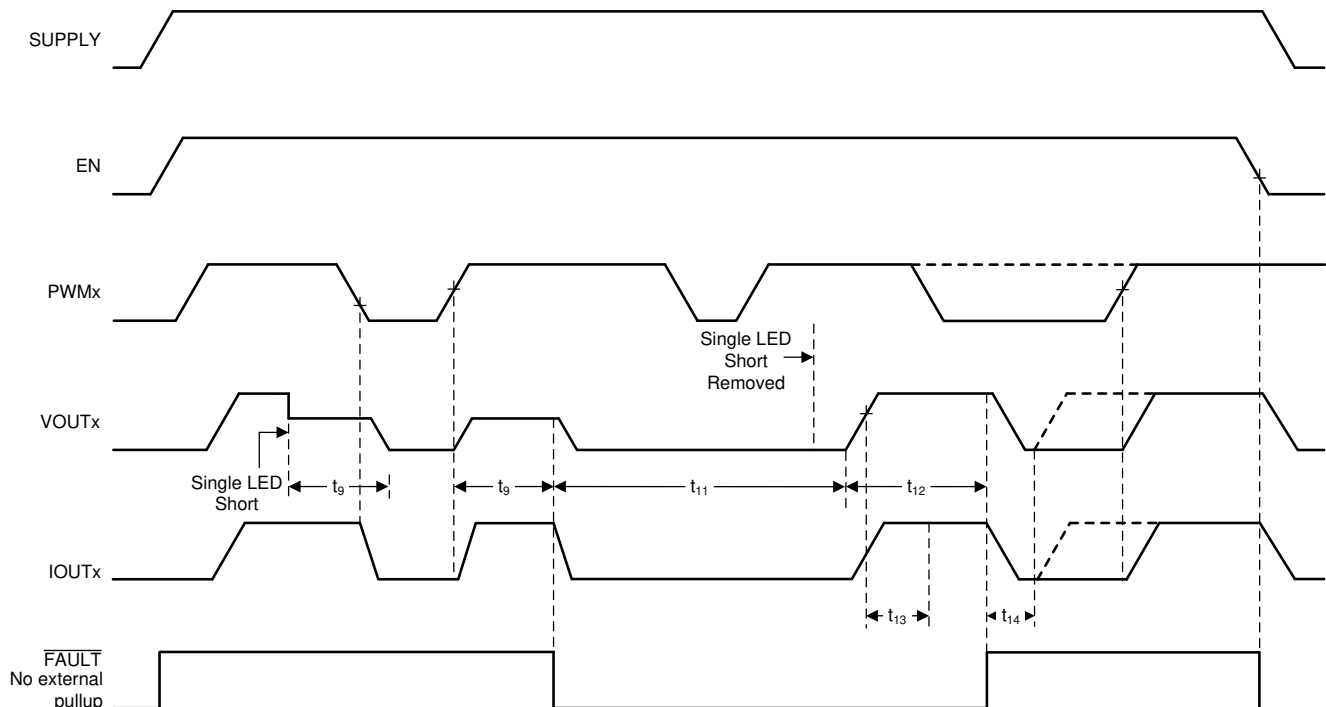 SUPPLY
EN
PWMx
Single LED
Short
Removed
VOUTx
Single LED
Short
t9
t9
t11
t12
IOUTx
t13
t14
FAULT
No external
pullup